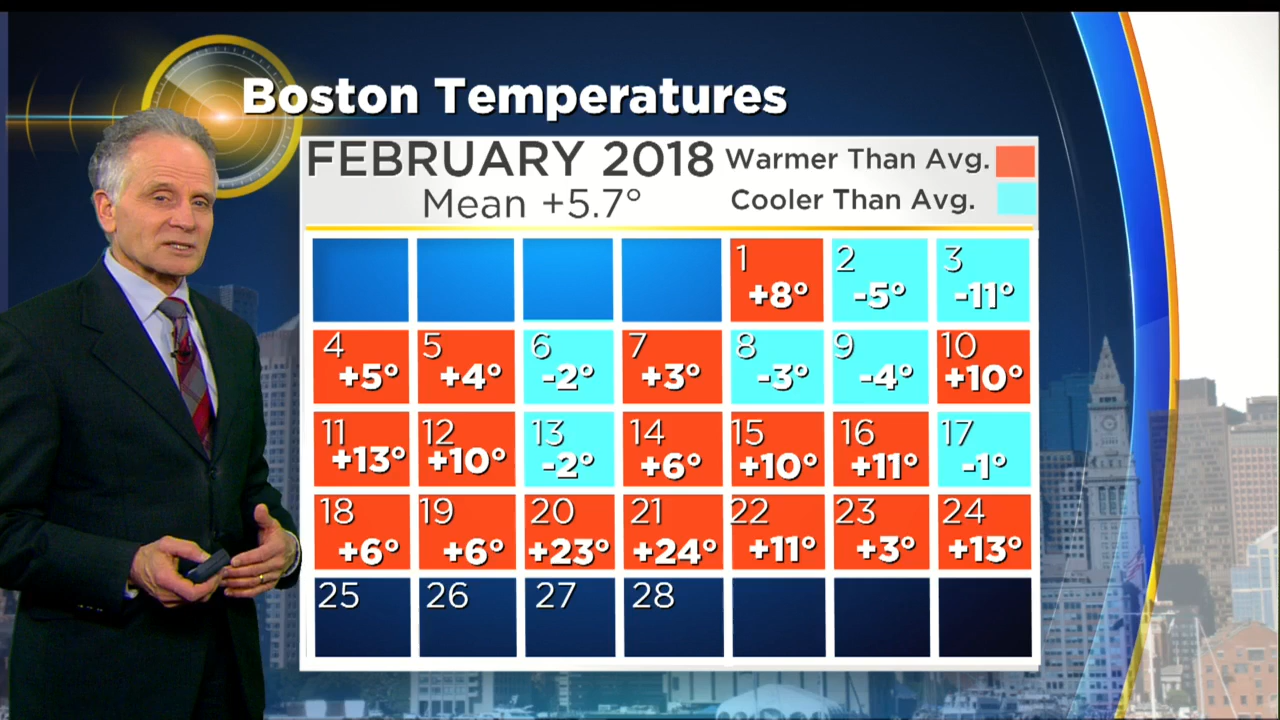 Boston Temperatures
FEBRUARY 2018 Warmer Than Avg.
Mean +5.7° Cooler Than Avg.
1 2 3
+8° -5° -11°
4 5 6 7 8 9 10
+5° +4° -2° +3° -3° -4° +10°
11 12 13 14 15 16 17
+13° +10° -2° +6° +10° +11° -1°
18 19 20 21 22 23 24
+6° +6° +23° +24° +11° +3° +13°
25 26 27 28